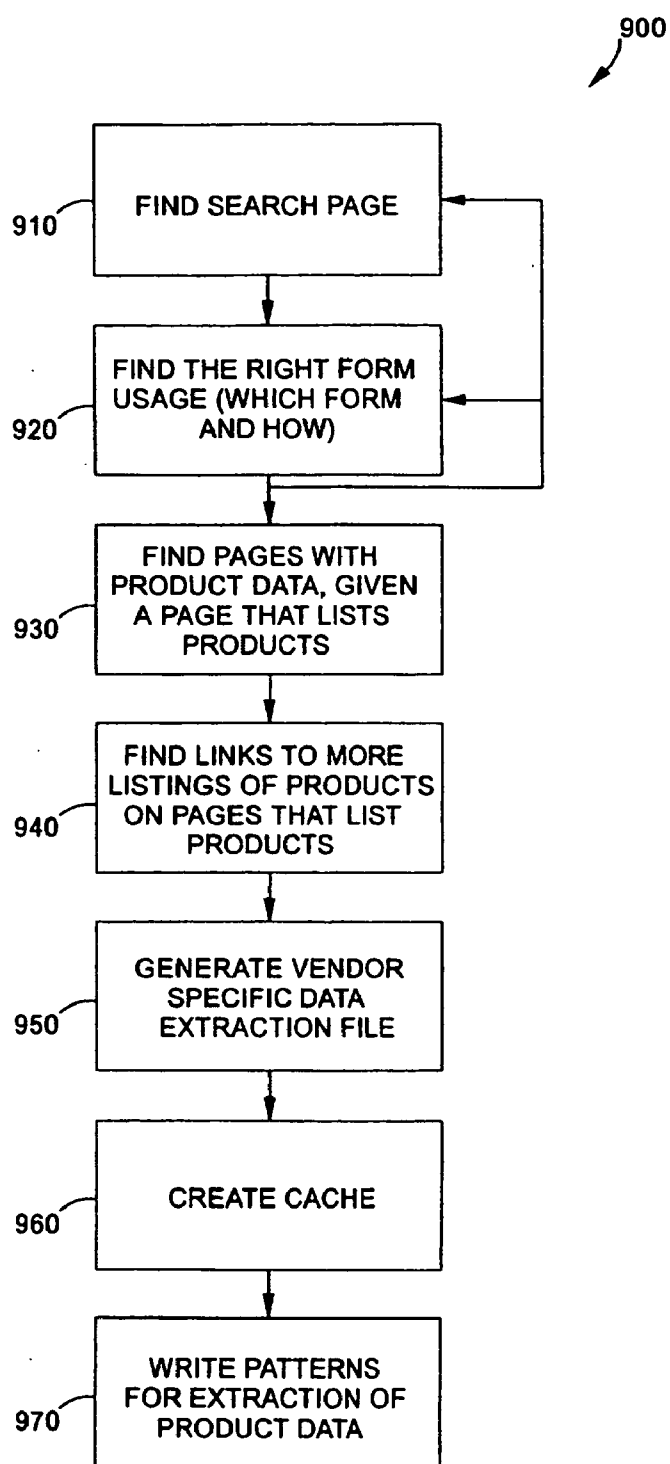 900
910
FIND SEARCH PAGE
920
FIND THE RIGHT FORM
USAGE (WHICH FORM
AND HOW)
930
FIND PAGES WITH
PRODUCT DATA, GIVEN
A PAGE THAT LISTS
PRODUCTS
940
FIND LINKS TO MORE
LISTINGS OF PRODUCTS
ON PAGES THAT LIST
PRODUCTS
950
GENERATE VENDOR
SPECIFIC DATA
EXTRACTION FILE
960
CREATE CACHE
970
WRITE PATTERNS
FOR EXTRACTION OF
PRODUCT DATA